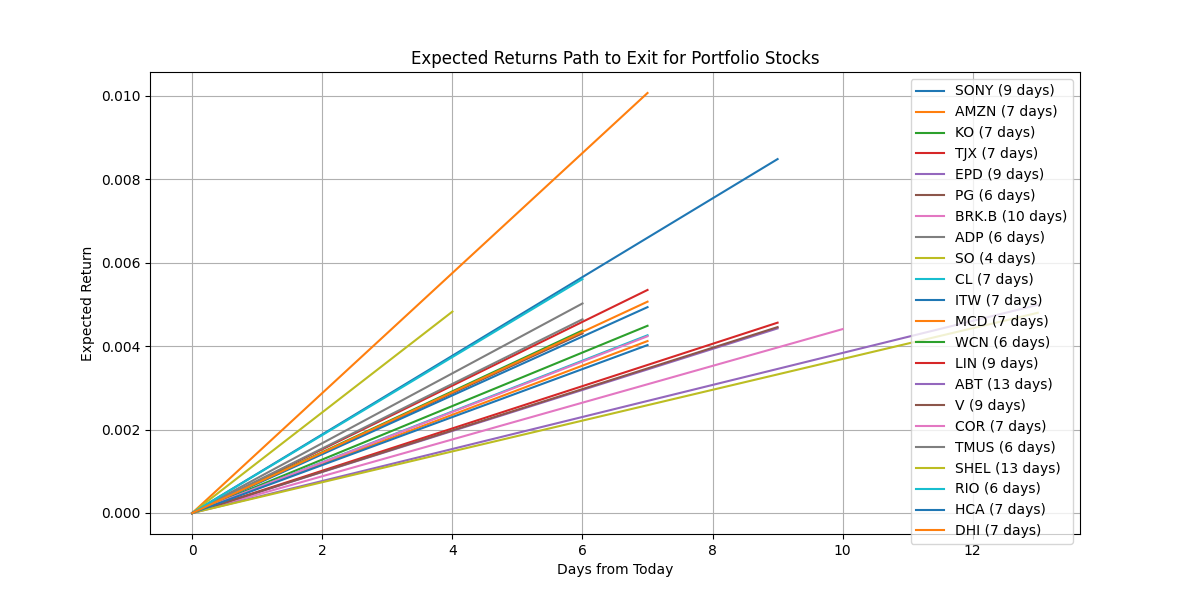 Expected Returns Path to Exit for Portfolio Stocks
Expected Return
0.010
0.008
0.006
0.004
0.002
0.000
0
2
4
6
8
10
12
Days from Today
SONY (9 days)
AMZN (7 days)
KO (7 days)
TJX (7 days)
EPD (9 days)
PG (6 days)
BRK.B (10 days)
ADP (6 days)
SO (4 days)
CL (7 days)
ITW (7 days)
MCD (7 days)
WCN (6 days)
LIN (9 days)
ABT (13 days)
V (9 days)
COR (7 days)
TMUS (6 days)
SHEL (13 days)
RIO (6 days)
HCA (7 days)
DHI (7 days)